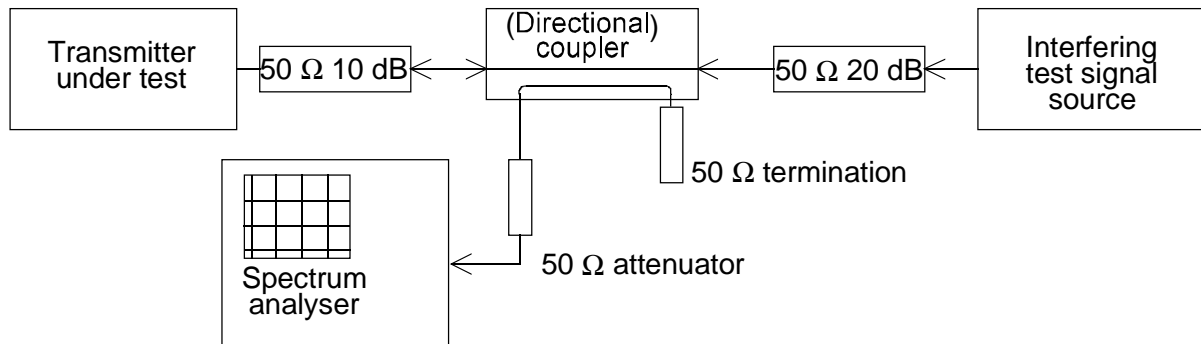 Transmitter
under test
50 Ω 10 dB
(Directional)
coupler
50 Ω 20 dB
Interfering
test signal
source
50 Ω termination
50 Ω attenuator
Spectrum
analyser